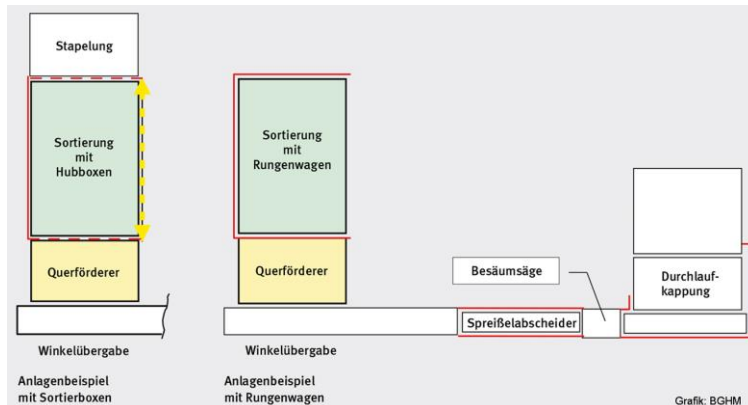 Stapelung
Sortierung
mit
Hubboxen
Querförderer
Winkelübergabe
Anlagenbeispiel
mit Sortierboxen
Sortierung
mit
Rungenwagen
Querförderer
Winkelübergabe
Anlagenbeispiel
mit Rungenwagen
Besäumsäge
Spreißelabscheider
Durchlauf-
kappung
Grafik: BGHM